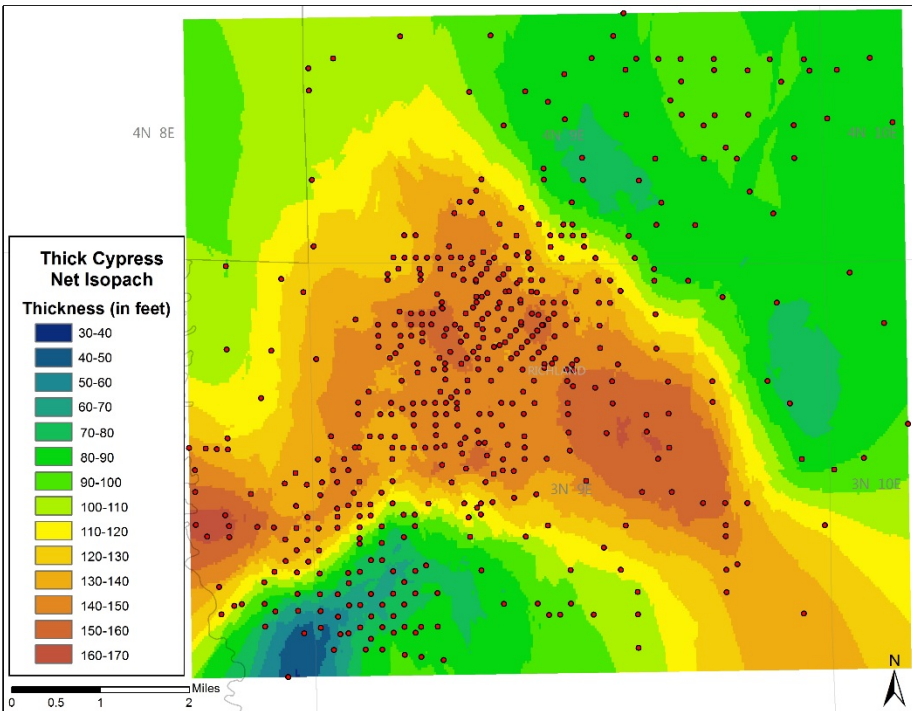 4N 8E
3N 9E
3N 10E
RICHLAND
Thick Cypress
Net Isopach
Thickness (in feet)
30-40
40-50
50-60
60-70
70-80
80-90
90-100
100-110
110-120
120-130
130-140
140-150
150-160
160-170
Miles
0 0.5 1 2
N